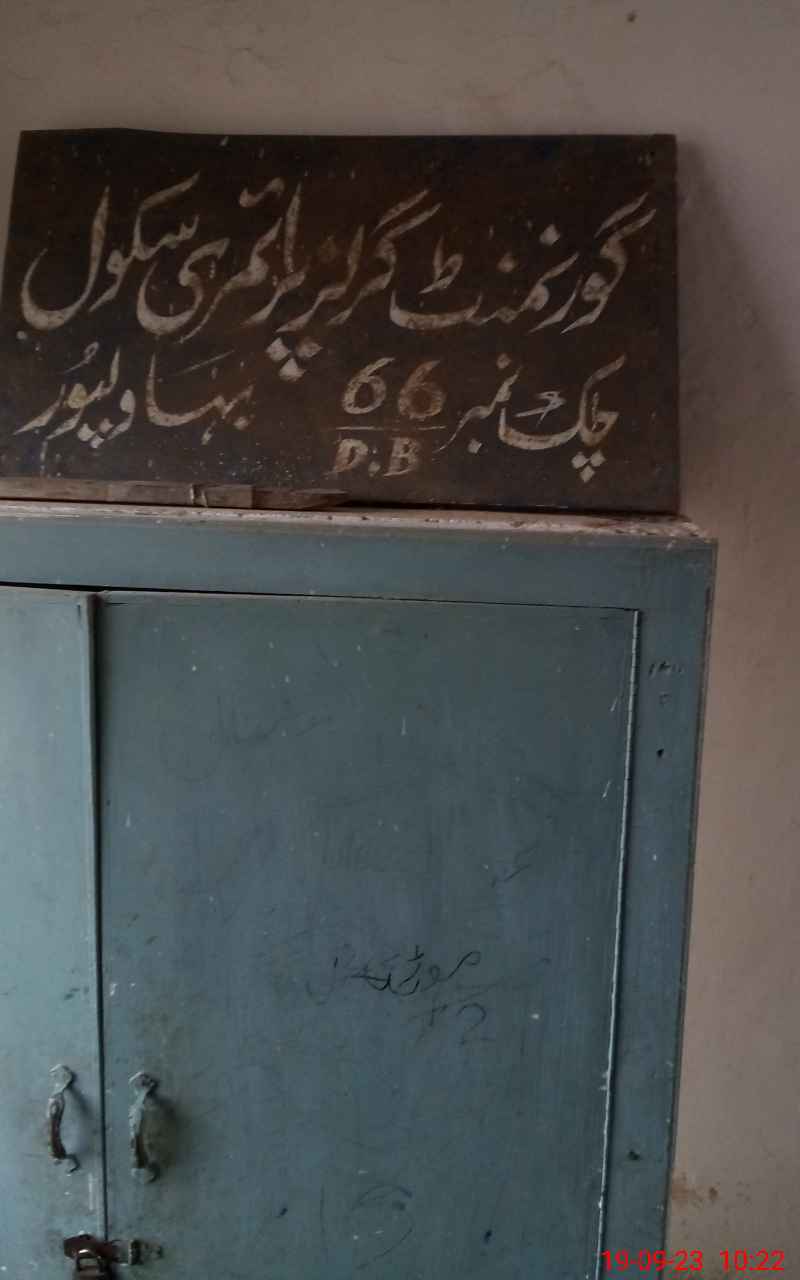 گورنمنٹ گرلز پرائمری سکول
چک نمبر 66/D.B بہاولپور
19-09-23 10:22